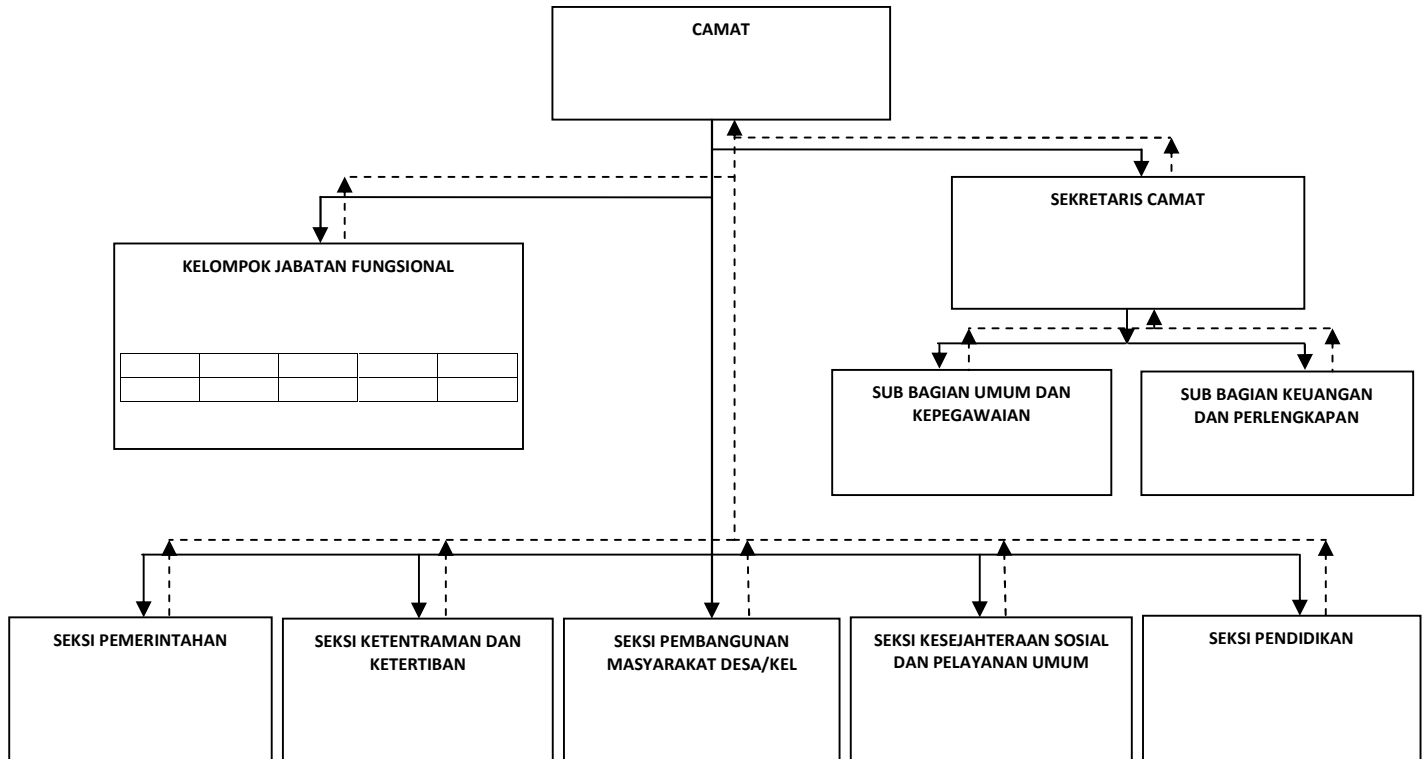 CAMAT
SEKRETARIS CAMAT
KELOMPOK JABATAN FUNGSIONAL
SUB BAGIAN UMUM DAN
KEPEGAWAIAN
SUB BAGIAN KEUANGAN
DAN PERLENGKAPAN
SEKSI PEMERINTAHAN
SEKSI KETENTRAMAN DAN
KETERTIBAN
SEKSI PEMBANGUNAN
MASYARAKAT DESA/KEL
SEKSI KESEJAHTERAAN SOSIAL
DAN PELAYANAN UMUM
SEKSI PENDIDIKAN